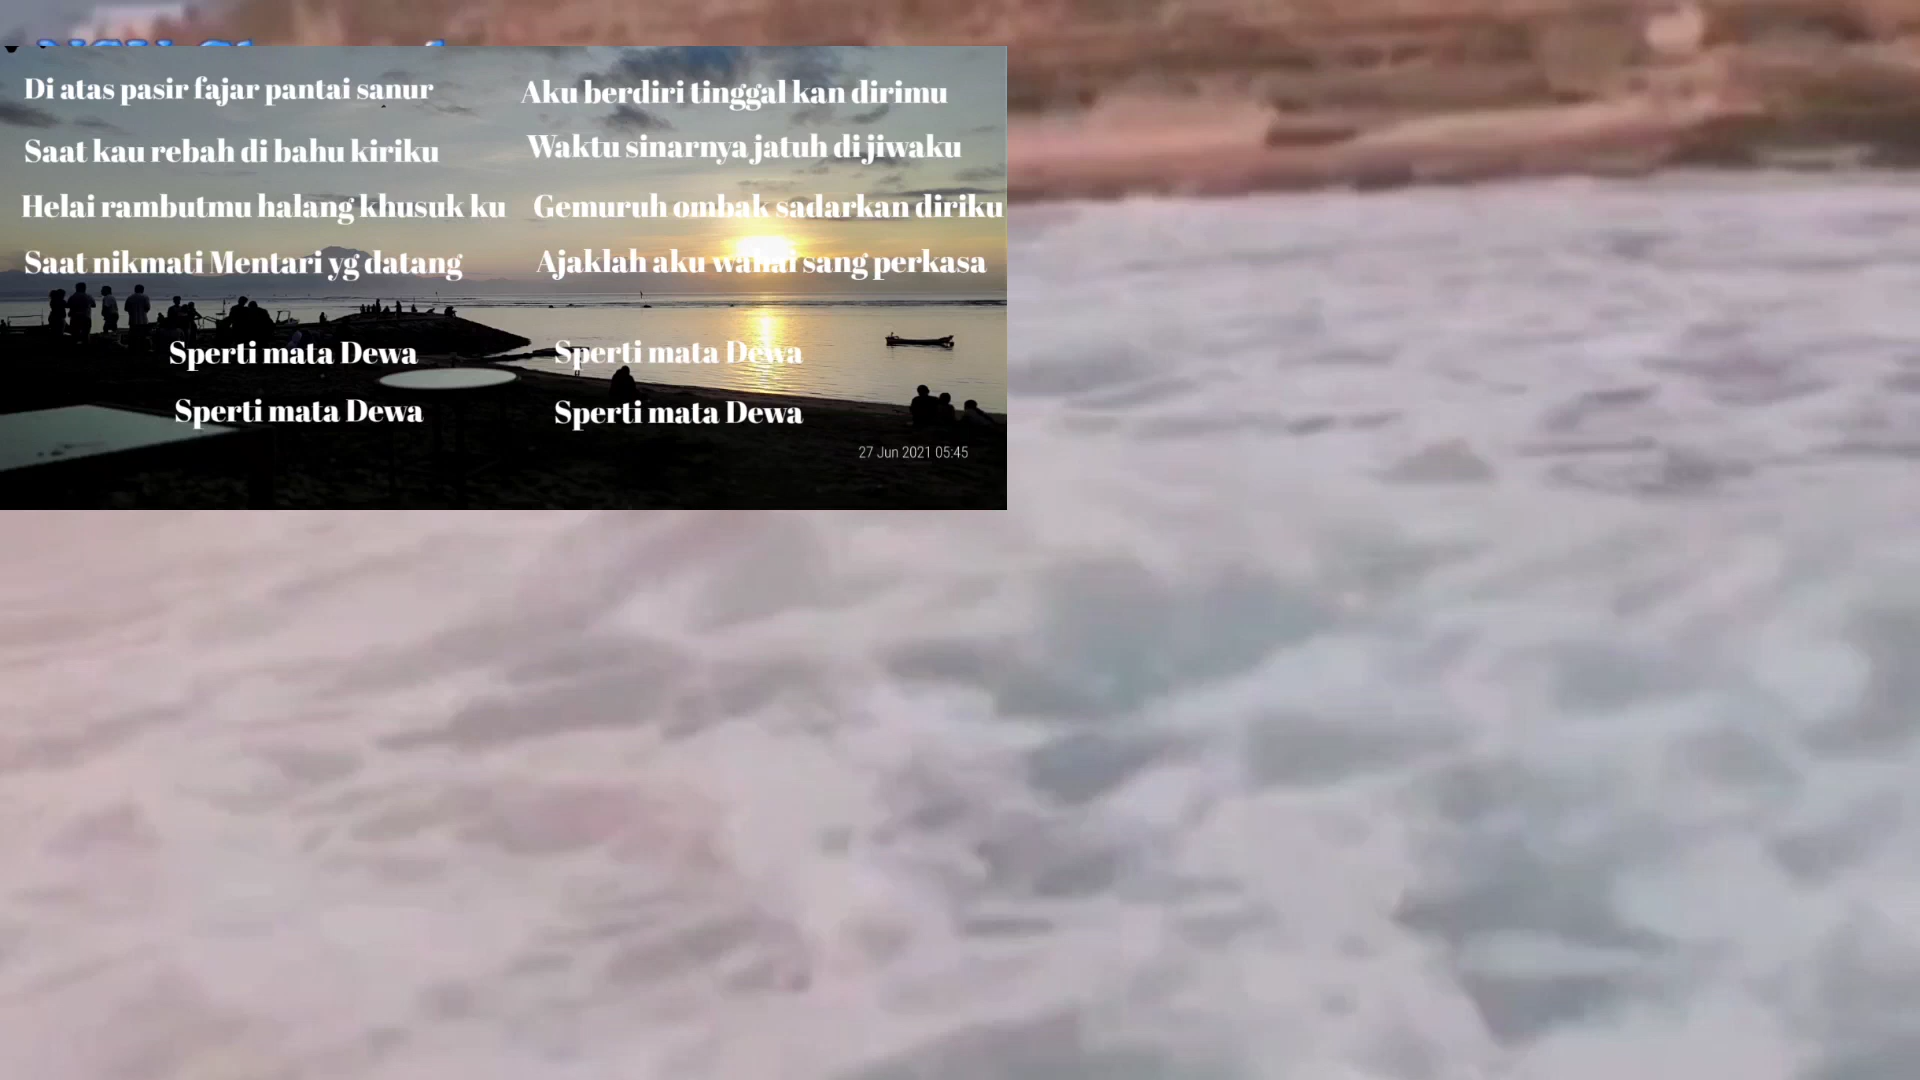 Di atas pasir fajar pantai sanur
Saat kau rebah di bahu kiriku
Helai rambutmu halang khusuk ku
Saat nikmati Mentari yg datang
Sperti mata Dewa
Sperti mata Dewa
Aku berdiri tinggal kan dirimu
Waktu sinarnya jatuh di jiwaku
Gemuruh ombak sadarkan diriku
Ajaklah aku wahai sang perkasa
Sperti mata Dewa
Sperti mata Dewa
27 Jun 2021 05:45